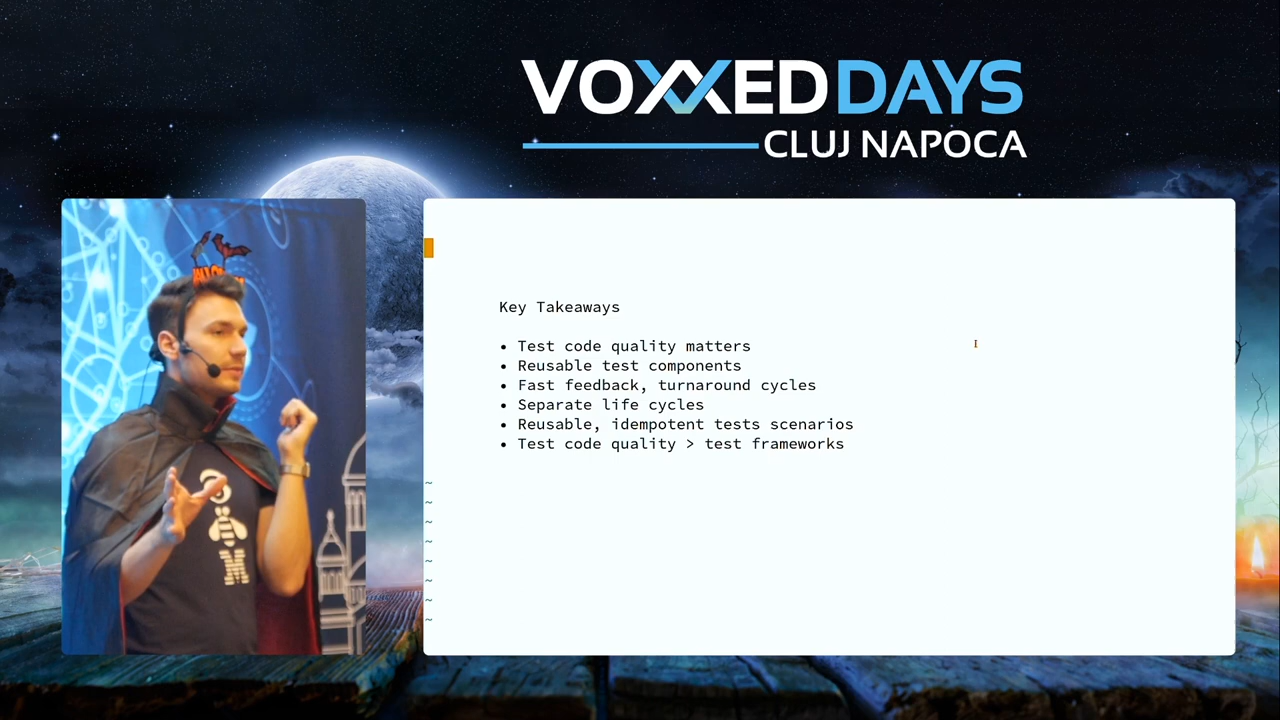 VOXXED DAYS
CLUJ NAPOCA
Key Takeaways
• Test code quality matters
• Reusable test components
• Fast feedback, turnaround cycles
• Separate life cycles
• Reusable, idempotent tests scenarios
• Test code quality > test frameworks
~
~
~
~
~
~
~
~